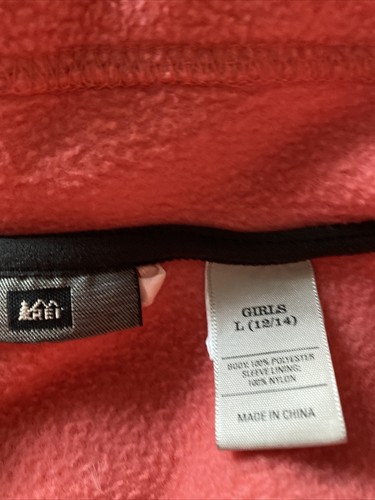 REI
GIRLS
L (12/14)
BODY: 100% POLYESTER
SLEEVE LINING:
100% NYLON
MADE IN CHINA